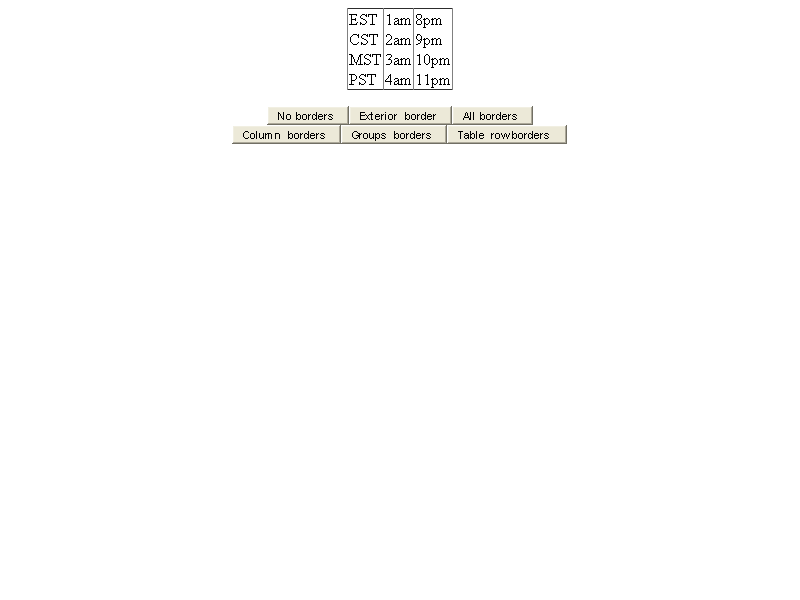 EST 1am 8pm
CST 2am 9pm
MST 3am 10pm
PST 4am 11pm
No borders Exterior border All borders
Column borders Groups borders Table rowborders